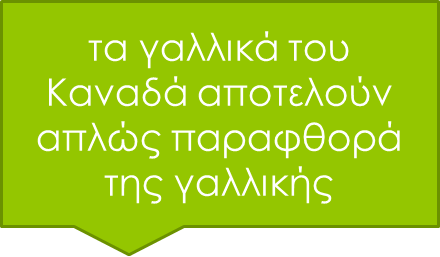 τα γαλλικά του
Καναδά αποτελούν
απλώς παραφθορά
της γαλλικής